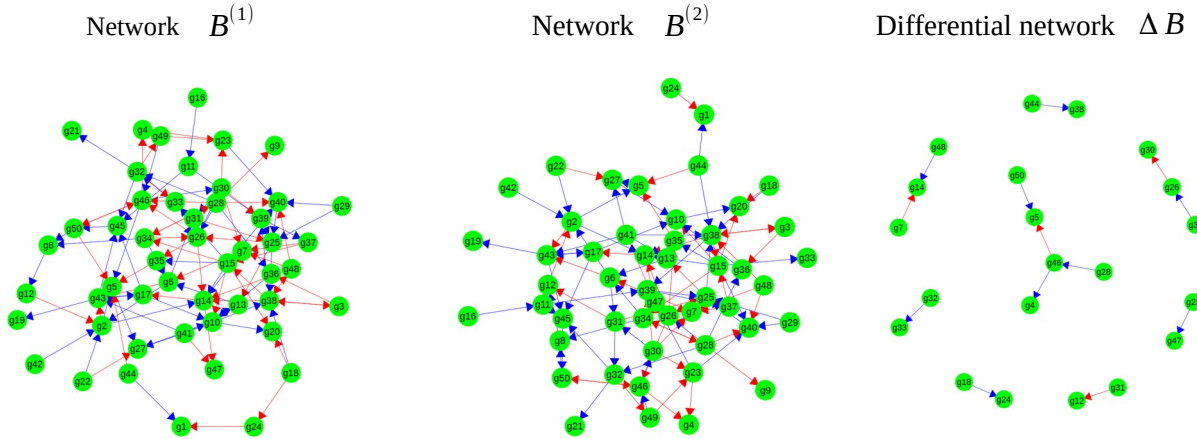 Network B^(1)
Network B^(2)
Differential network Δ B
g16
g21
g4
g49
g23
g9
g11
g32
g30
g46
g33
g28
g40
g29
g50
g45
g31
g39
g8
g34
g26
g7
g25
g37
g35
g15
g36
g48
g12
g5
g6
g43
g17
g14
g13
g38
g3
g19
g2
g10
g20
g41
g27
g47
g42
g22
g44
g18
g1
g24
g24
g1
g22
g44
g42
g27
g5
g18
g2
g10
g20
g3
g41
g38
g19
g43
g17
g14
g35
g13
g15
g36
g33
g12
g6
g39
g48
g16
g11
g47
g25
g37
g45
g31
g34
g26
g7
g40
g29
g8
g30
g28
g50
g32
g46
g23
g9
g21
g49
g4
g44
g38
g48
g30
g14
g50
g26
g7
g5
g46
g28
g32
g4
g33
g47
g18
g24
g12
g31